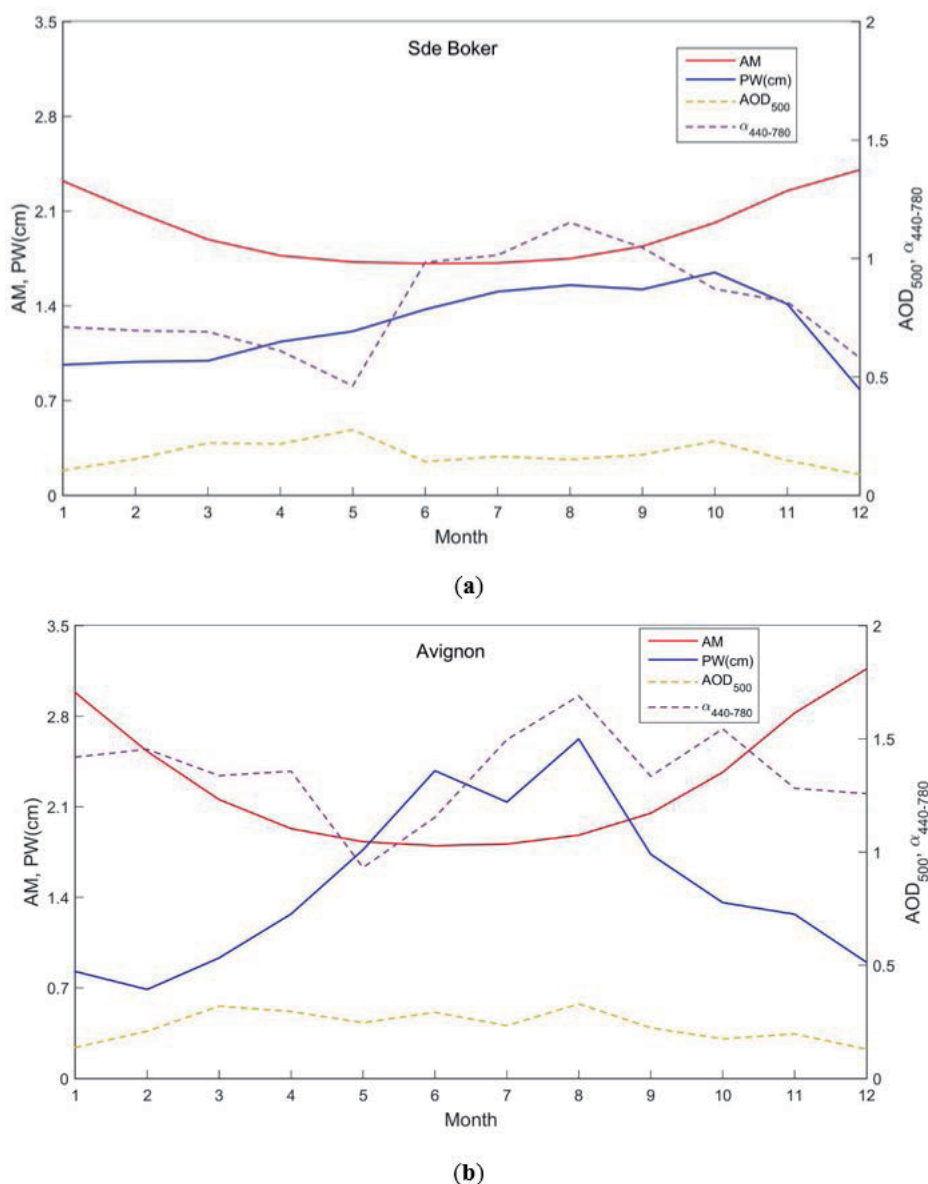 Sde Boker
AM
PW(cm)
AOD500
α440-780
3.5
2.8
2.1
1.4
0.7
0
2
1.5
1
0.5
0
AM, PW(cm)
AOD500, α440-780
1 2 3 4 5 6 7 8 9 10 11 12
Month
(a)
Avignon
AM
PW(cm)
AOD500
α440-780
3.5
2.8
2.1
1.4
0.7
0
2
1.5
1
0.5
0
AM, PW(cm)
AOD500, α440-780
1 2 3 4 5 6 7 8 9 10 11 12
Month
(b)